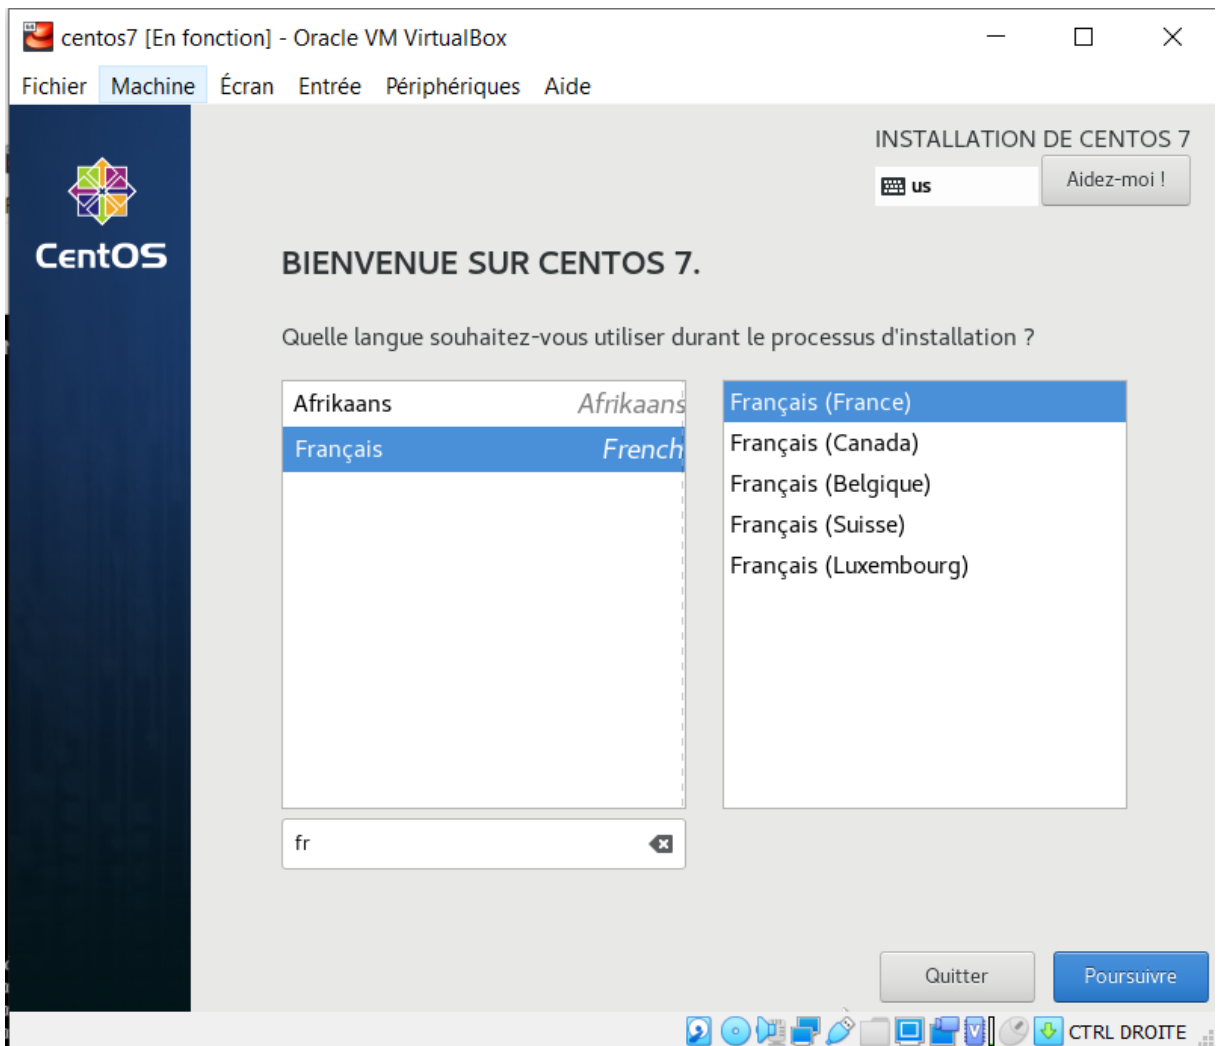 centos7 [En fonction] - Oracle VM VirtualBox
Fichier Machine Écran Entrée Périphériques Aide
INSTALLATION DE CENTOS 7
us Aidez-moi !
CentOS
BIENVENUE SUR CENTOS 7.
Quelle langue souhaitez-vous utiliser durant le processus d'installation ?
Afrikaans Afrikaans
Français French
Français (France)
Français (Canada)
Français (Belgique)
Français (Suisse)
Français (Luxembourg)
fr
Quitter Poursuivre
CTRL DROITE